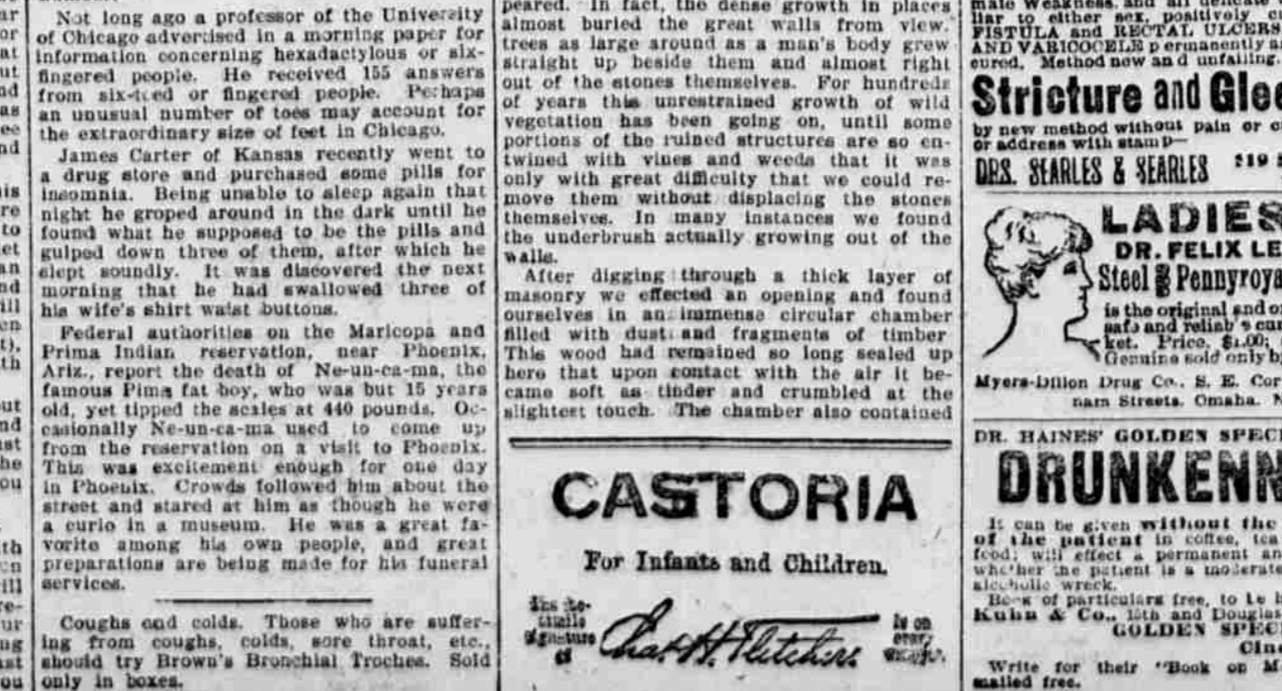 Not long ago a professor of the University
of Chicago advertised in a morning paper for
information concerning hexadactylous or six-
fingered people. He received 155 answers
from six-toed or fingered people. Perhaps
an unusual number of toes may account for
the extraordinary size of feet in Chicago.
James Carter of Kansas recently went to
a drug store and purchased some pills for
insomnia. Being unable to sleep again that
night he groped around in the dark until he
found what he supposed to be the pills and
gulped down three of them, after which he
slept soundly. It was discovered the next
morning that he had swallowed three of
his wife's shirt waist buttons.
Federal authorities on the Maricopa and
Prima Indian reservation, near Phoenix,
Ariz., report the death of Ne-un-ca-ma, the
famous Pima fat boy, who was but 15 years
old, yet tipped the scales at 440 pounds. Oc-
casionally Ne-un-ca-ma used to come up
from the reservation on a visit to Phoenix.
This was excitement enough for one day
in Phoenix. Crowds followed him about the
street and stared at him as though he were
a curio in a museum. He was a great fa-
vorite among his own people, and great
preparations are being made for his funeral
services.
Coughs and colds. Those who are suffer-
ing from coughs, colds, sore throat, etc.,
should try Brown's Bronchial Troches. Sold
only in boxes.
peared. In fact, the dense growth in places
almost buried the great walls from view.
trees as large around as a man's body grew
straight up beside them and almost right
out of the stones themselves. For hundreds
of years this unrestrained growth of wild
vegetation has been going on, until some
portions of the ruined structures are so en-
twined with vines and weeds that it was
only with great difficulty that we could re-
move them without displacing the stones
themselves. In many instances we found
the underbrush actually growing out of the
walls.
After digging through a thick layer of
masonry we effected an opening and found
ourselves in an immense circular chamber
filled with dust and fragments of timber
This wood had remained so long sealed up
here that upon contact with the air it be-
came soft as tinder and crumbled at the
slightest touch. The chamber also contained
CASTORIA
For Infants and Children.
The fac-
simile
signature
of
Chas H Fletcher.
is on
every
liar to either sex, positively
FISTULA and RECTAL ULCERS
AND VARICOCELE permanently
cured. Method new and unfailing.
Stricture and Glee
by new method without pain or
or address with stamp—
DRS. SEARLES & SEARLES
LADIES
DR. FELIX LE
Steel & Pennyroya
is the original and
safe and
ket. Price, $1.00;
Genuine sold only
Myers-Dillon Drug Co., S. E. Cor
nam Streets. Omaha. N
DR. HAINES' GOLDEN SPECI
DRUNKENN
It can be given without the
of the patient in coffee, tea
food; will effect a permanent
whether the patient is a moderate
alcoholic wreck.
Book of particulars free, to be
Kuhn & Co., 15th and Douglas
GOLDEN SPEC
Cin
Write for their "Book on M
mailed free.